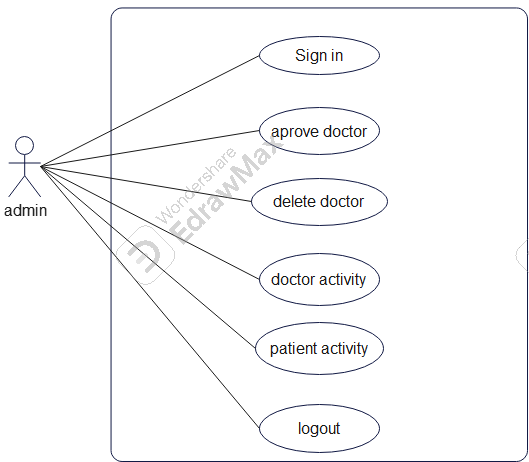 Sign in
aprove doctor
delete doctor
admin
doctor activity
patient activity
logout
Wondershare
EdrawMax